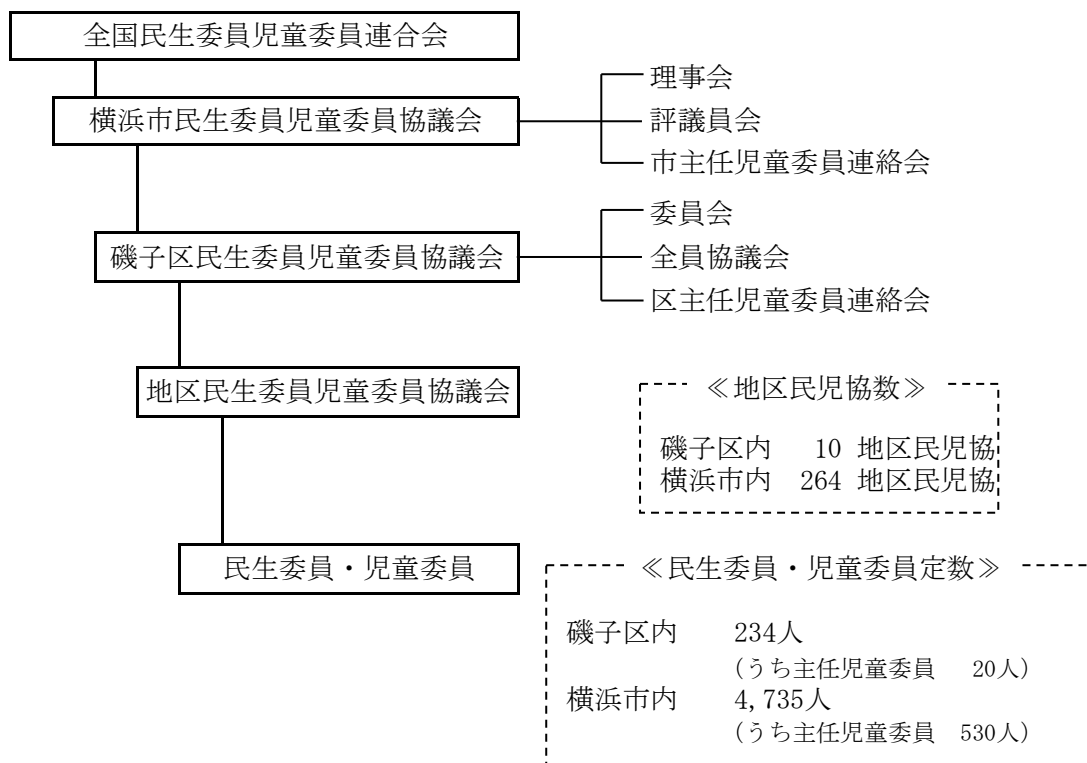 全国民生委員児童委員連合会
横浜市民生委員児童委員協議会
理事会
評議員会
市主任児童委員連絡会
磯子区民生委員児童委員協議会
委員会
全員協議会
区主任児童委員連絡会
地区民生委員児童委員協議会
≪地区民児協数≫
磯子区内 10 地区民児協
横浜市内 264 地区民児協
民生委員・児童委員
≪民生委員・児童委員定数≫
磯子区内 234人
(うち主任児童委員 20人)
横浜市内 4,735人
(うち主任児童委員 530人)